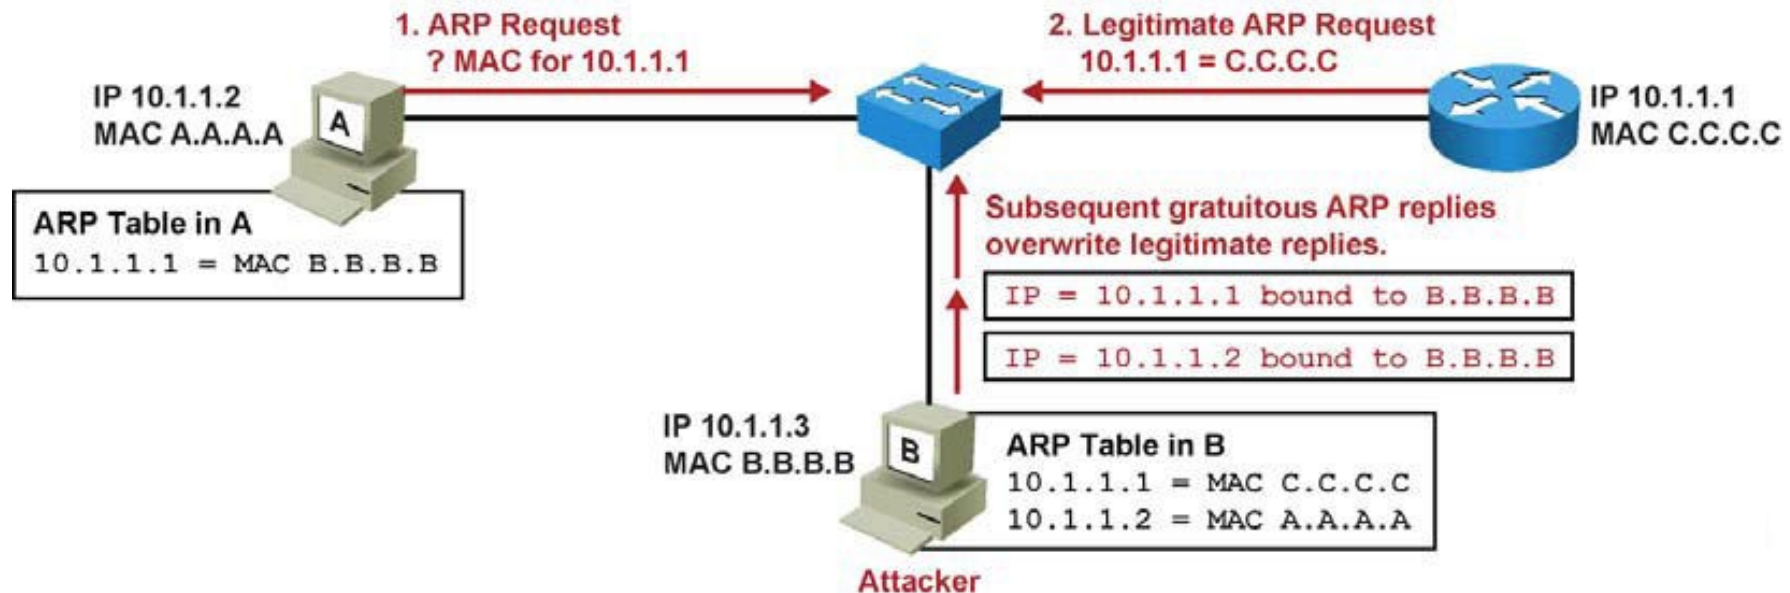 1. ARP Request
? MAC for 10.1.1.1
2. Legitimate ARP Request
10.1.1.1 = C.C.C.C
IP 10.1.1.2
MAC A.A.A.A
A
IP 10.1.1.1
MAC C.C.C.C
ARP Table in A
10.1.1.1 = MAC B.B.B.B
Subsequent gratuitous ARP replies
overwrite legitimate replies.
IP = 10.1.1.1 bound to B.B.B.B
IP = 10.1.1.2 bound to B.B.B.B
IP 10.1.1.3
MAC B.B.B.B
B
ARP Table in B
10.1.1.1 = MAC C.C.C.C
10.1.1.2 = MAC A.A.A.A
Attacker